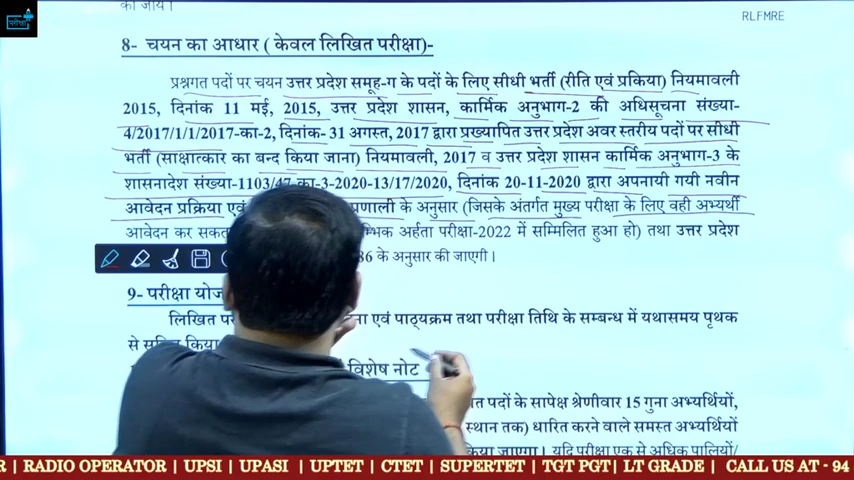 की जाय।
RLFMRE
परीक्षा
8- चयन का आधार ( केवल लिखित परीक्षा)-
प्रश्नगत पदों पर चयन उत्तर प्रदेश समूह-ग के पदों के लिए सीधी भर्ती (रीति एवं प्रकिया) नियमावली
2015, दिनांक 11 मई, 2015, उत्तर प्रदेश शासन, कार्मिक अनुभाग-2 की अधिसूचना संख्या-
4/2017/1/1/2017-का-2, दिनांक- 31 अगस्त, 2017 द्वारा प्रख्यापित उत्तर प्रदेश अवर स्तरीय पदों पर सीधी
भर्ती (साक्षात्कार का बन्द किया जाना) नियमावली, 2017 व उत्तर प्रदेश शासन कार्मिक अनुभाग-3 के
शासनादेश संख्या-1103/47-का-3-2020-13/17/2020, दिनांक 20-11-2020 द्वारा अपनायी गयी नवीन
आवेदन प्रक्रिया एवं प्रणाली के अनुसार (जिसके अंतर्गत मुख्य परीक्षा के लिए वही अभ्यर्थी
आवेदन कर अर्हता परीक्षा-2022 में सम्मिलित हुआ हो) तथा उत्तर प्रदेश
86 के अनुसार की जाएगी।
9- परीक्षा
लिखित एवं पाठ्यक्रम तथा परीक्षा तिथि के सम्बन्ध में यथासमय पृथक
से
विशेष नोट
पदों के सापेक्ष श्रेणीवार 15 गुना अभ्यर्थियों,
स्थान तक) धारित करने वाले समस्त अभ्यर्थियों
किया जाएगा। यदि परीक्षा एक से अधिक पालियों/
R | RADIO OPERATOR | UPSI | UPASI | UPTET | CTET | SUPERTET | TGT PGT| LT GRADE | CALL US AT - 94